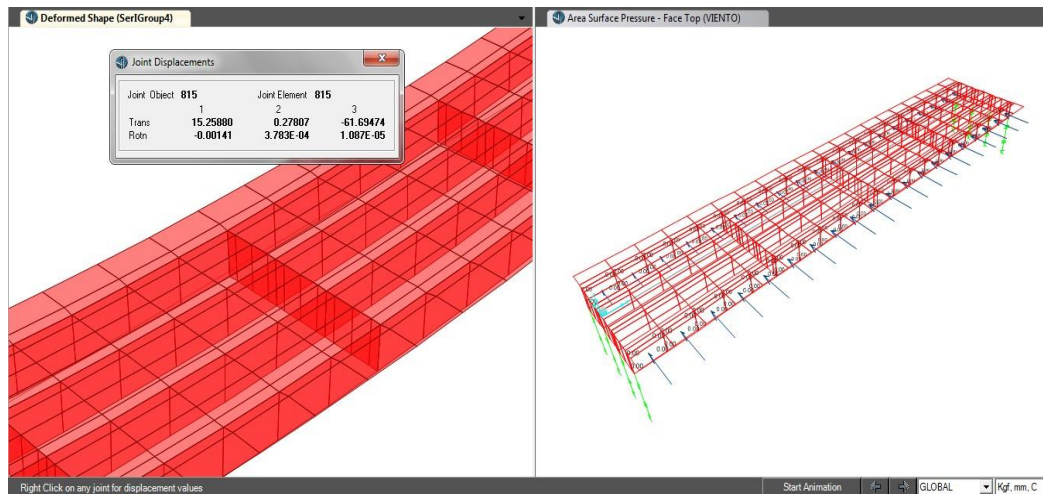 Deformed Shape (SerIGroup4)
Joint Displacements
Joint Object 815 Joint Element 815
1 2 3
Trans 15.25880 0.27807 -61.69474
Rotn -0.00141 3.783E-04 1.087E-05
Area Surface Pressure - Face Top (VIENTO)
Right Click on any joint for displacement values
Start Animation
GLOBAL
Kgf, mm, C